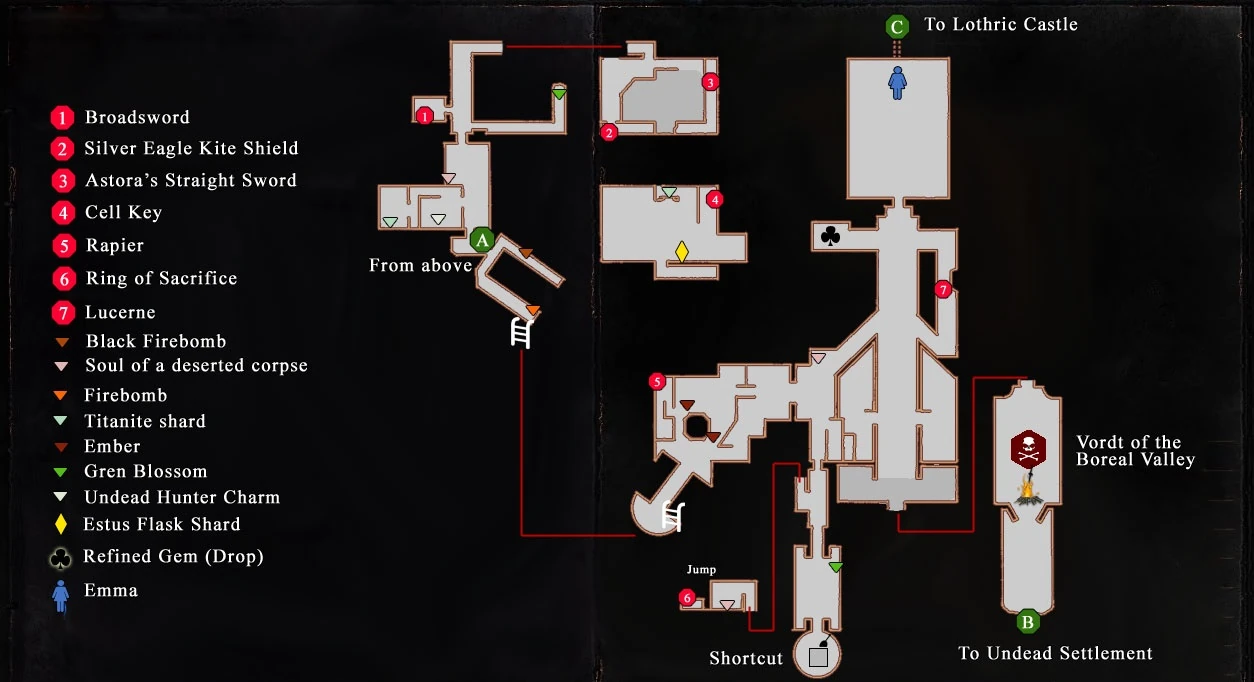 C To Lothric Castle
1 Broadsword
2 Silver Eagle Kite Shield
3 Astora's Straight Sword
4 Cell Key
5 Rapier
6 Ring of Sacrifice
7 Lucerne
Black Firebomb
Soul of a deserted corpse
Firebomb
Titanite shard
Ember
Gren Blossom
Undead Hunter Charm
Estus Flask Shard
Refined Gem (Drop)
Emma
1
A
From above
2
3
4
5
7
Jump
6
Shortcut
Vordt of the
Boreal Valley
B
To Undead Settlement